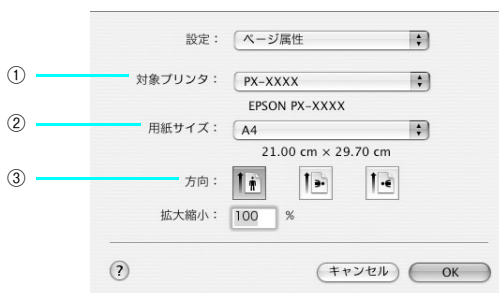 設定： ページ属性
① 対象プリンタ： PX-XXXX
EPSON PX-XXXX
② 用紙サイズ： A4
21.00 cm × 29.70 cm
③ 方向：
拡大縮小： 100 %
? キャンセル OK